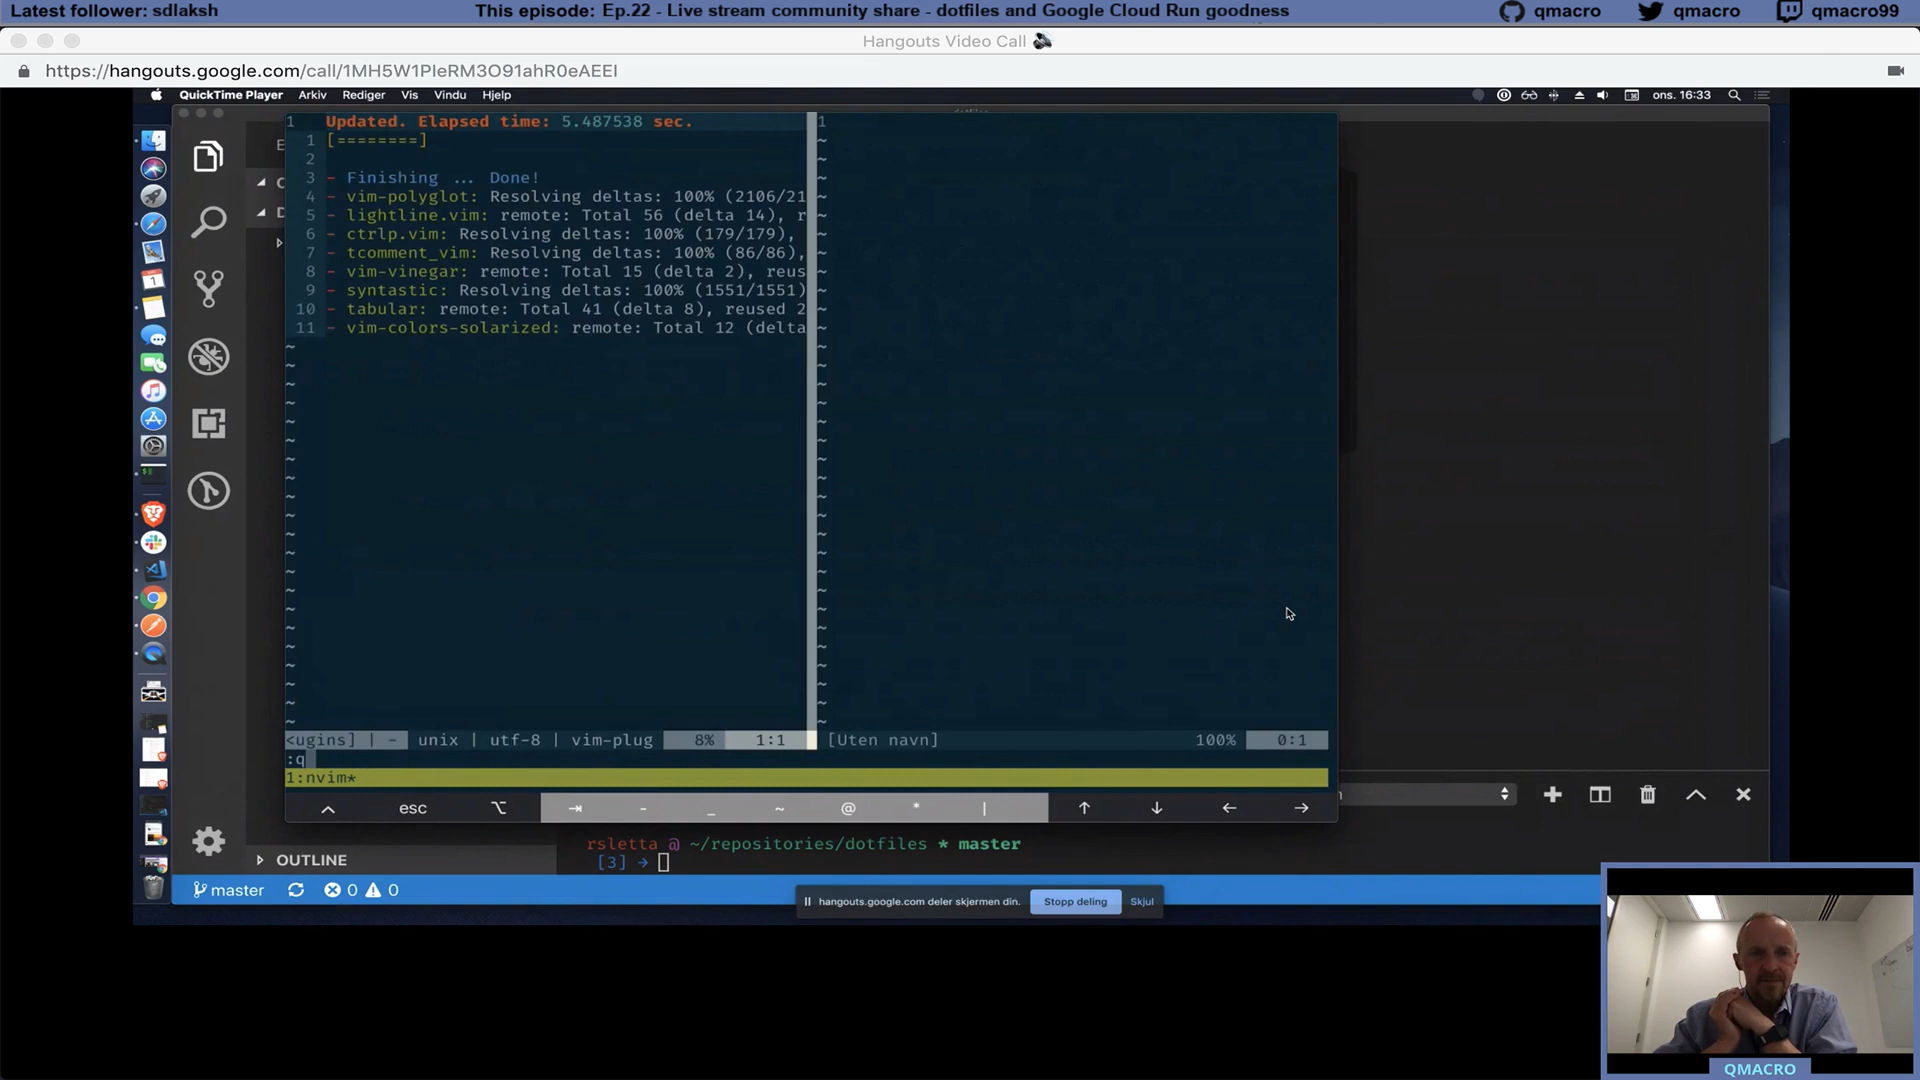 Latest follower: sdlaksh
This episode: Ep.22 - Live stream community share - dotfiles and Google Cloud Run goodness
qmacro
qmacro
qmacro99
Hangouts Video Call
https://hangouts.google.com/call/1MH5W1PIeRM3O91ahR0eAEEI
QuickTime Player Arkiv Rediger Vis Vindu Hjelp
ons. 16:33
1 Updated. Elapsed time: 5.487538 sec.
1 [========]
2
3 - Finishing ... Done!
4 - vim-polyglot: Resolving deltas: 100% (2106/21
5 - lightline.vim: remote: Total 56 (delta 14), r
6 - ctrlp.vim: Resolving deltas: 100% (179/179),
7 - tcomment_vim: Resolving deltas: 100% (86/86),
8 - vim-vinegar: remote: Total 15 (delta 2), reus
9 - syntastic: Resolving deltas: 100% (1551/1551)
10 - tabular: remote: Total 41 (delta 8), reused 2
11 - vim-colors-solarized: remote: Total 12 (delta
1
<ugins] | - unix | utf-8 | vim-plug 8% 1:1
[Uten navn] 100% 0:1
:q
1:nvim*
esc
- _ ~ @ * |
OUTLINE
rsletta @ ~/repositories/dotfiles * master
[3] →
master 0 0
hangouts.google.com deler skjermen din. Stopp deling Skjul
QMACRO